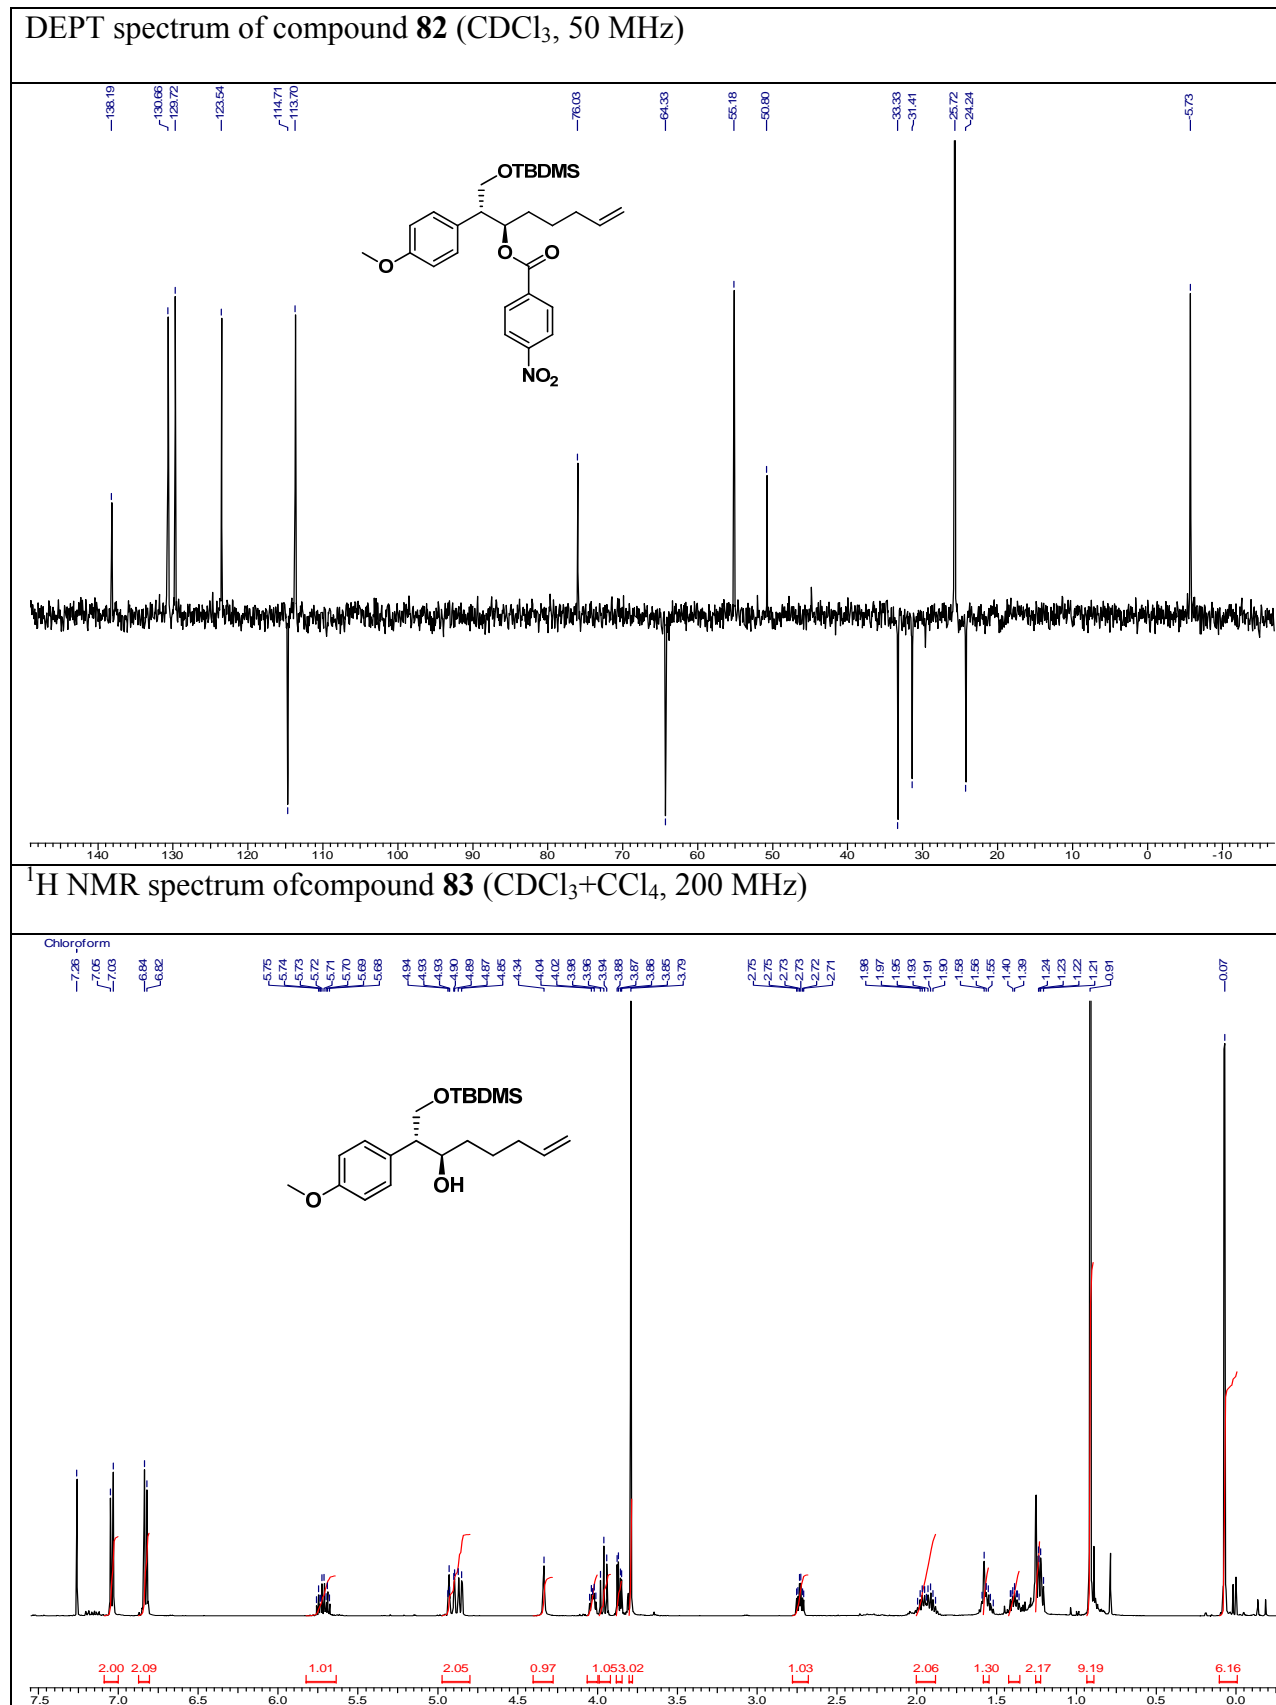 DEPT spectrum of compound 82 (CDCl3, 50 MHz)
138.19 130.66 129.72 123.54 114.71 113.70 76.03 64.33 55.18 50.80 33.33 31.41 25.72 24.24 -5.73
OTBDMS
O O
O
NO2
140 130 120 110 100 90 80 70 60 50 40 30 20 10 0 -10
1H NMR spectrum ofcompound 83 (CDCl3+CCl4, 200 MHz)
Chloroform
7.26 7.05 7.03 6.84 6.82 5.75 5.74 5.73 5.72 5.71 5.70 5.69 5.68 4.94 4.93 4.93 4.90 4.89 4.87 4.85 4.34 4.04 4.02 3.98 3.96 3.94 3.88 3.87 3.86 3.85 3.79 2.75 2.75 2.73 2.73 2.72 2.71 1.98 1.97 1.95 1.93 1.91 1.90 1.58 1.56 1.55 1.40 1.39 1.24 1.23 1.22 1.21 0.91 0.07
OTBDMS
OH
O
2.00 2.09 1.01 2.05 0.97 1.05 3.02 1.03 2.06 1.30 2.17 9.19 6.16
7.5 7.0 6.5 6.0 5.5 5.0 4.5 4.0 3.5 3.0 2.5 2.0 1.5 1.0 0.5 0.0